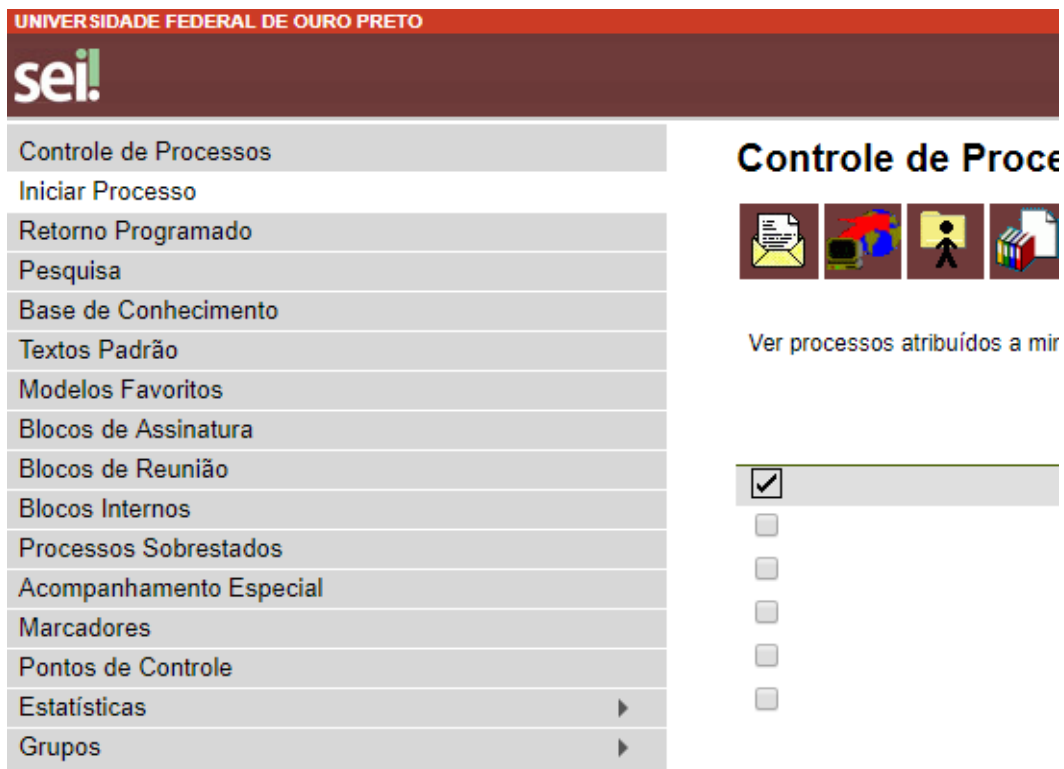 UNIVERSIDADE FEDERAL DE OURO PRETO
sei!
Controle de Processos
Iniciar Processo
Retorno Programado
Pesquisa
Base de Conhecimento
Textos Padrão
Modelos Favoritos
Blocos de Assinatura
Blocos de Reunião
Blocos Internos
Processos Sobrestados
Acompanhamento Especial
Marcadores
Pontos de Controle
Estatísticas
Grupos
Controle de Proce
Ver processos atribuídos a mir